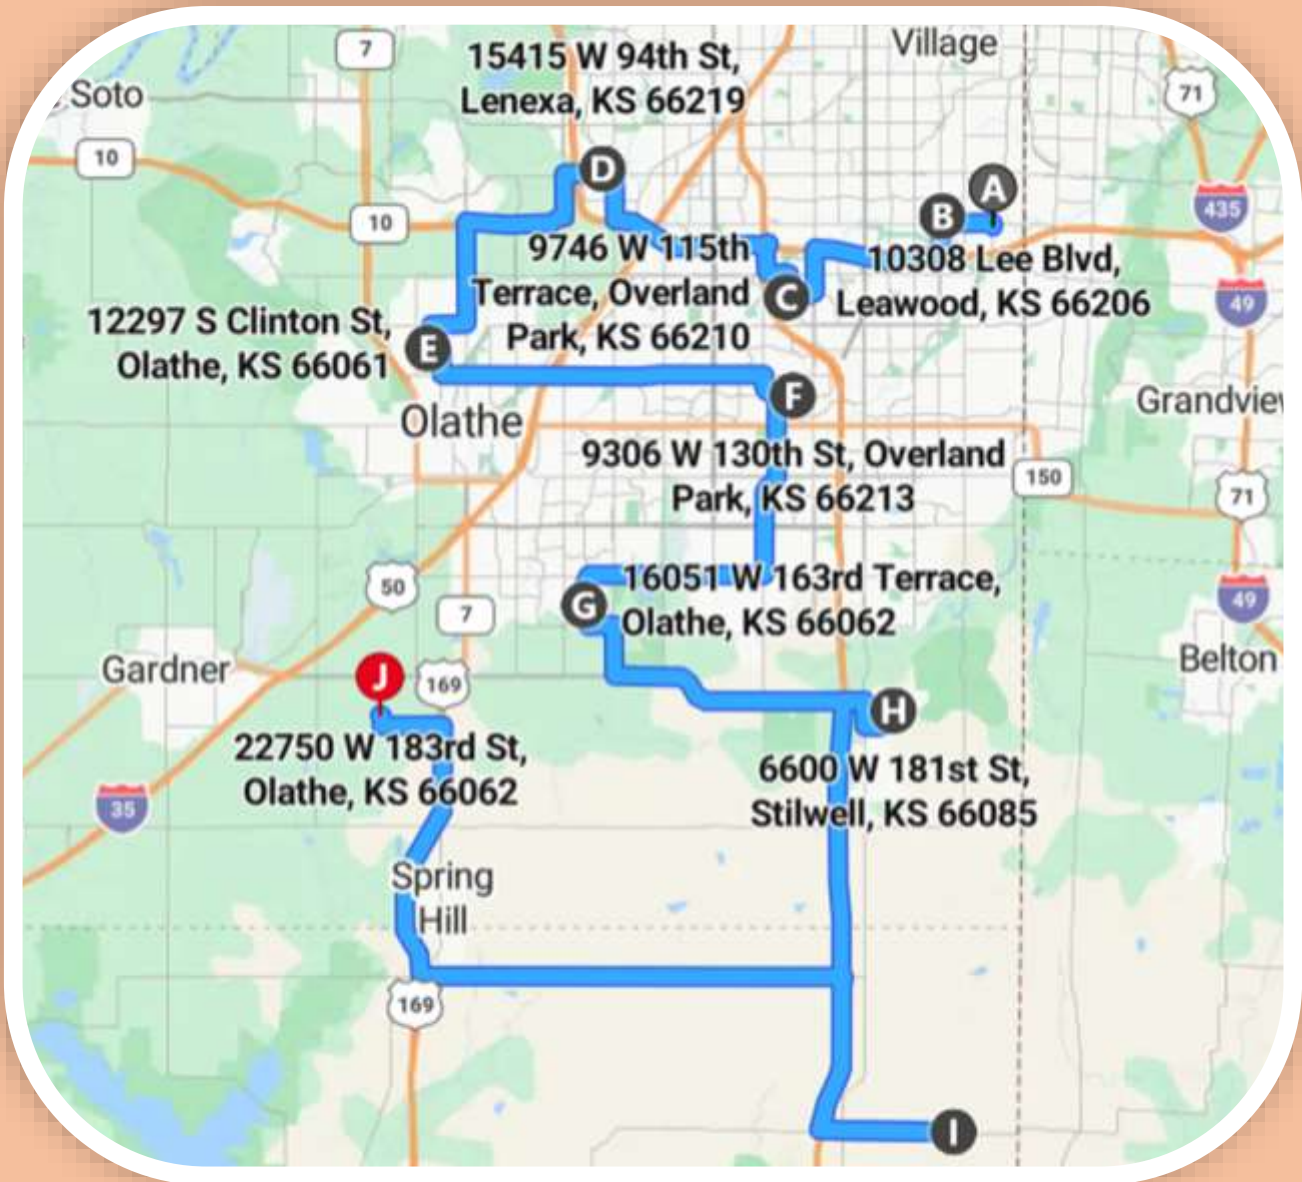 7
15415 W 94th St,
Lenexa, KS 66219
Village
71
Soto
10
D
A
B
435
10
9746 W 115th
Terrace, Overland
Park, KS 66210
C
10308 Lee Blvd,
Leawood, KS 66206
49
12297 S Clinton St,
Olathe, KS 66061
E
F
Grandview
Olathe
9306 W 130th St, Overland
Park, KS 66213
150
71
50
7
G
16051 W 163rd Terrace,
Olathe, KS 66062
49
Gardner
J
169
Belton
H
22750 W 183rd St,
Olathe, KS 66062
6600 W 181st St,
Stilwell, KS 66085
35
Spring
Hill
169
I